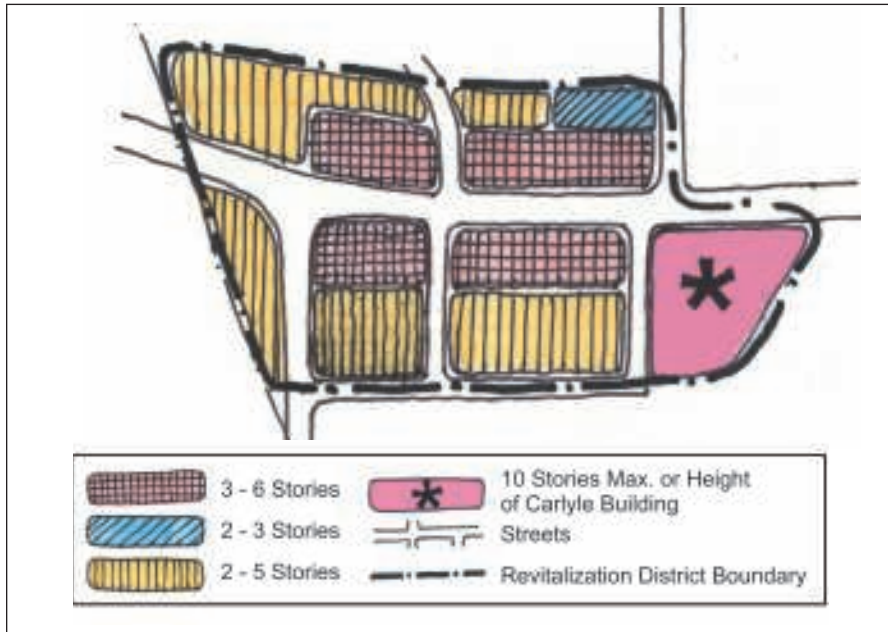 3 - 6 Stories
2 - 3 Stories
2 - 5 Stories
10 Stories Max. or Height
of Carlyle Building
Streets
Revitalization District Boundary